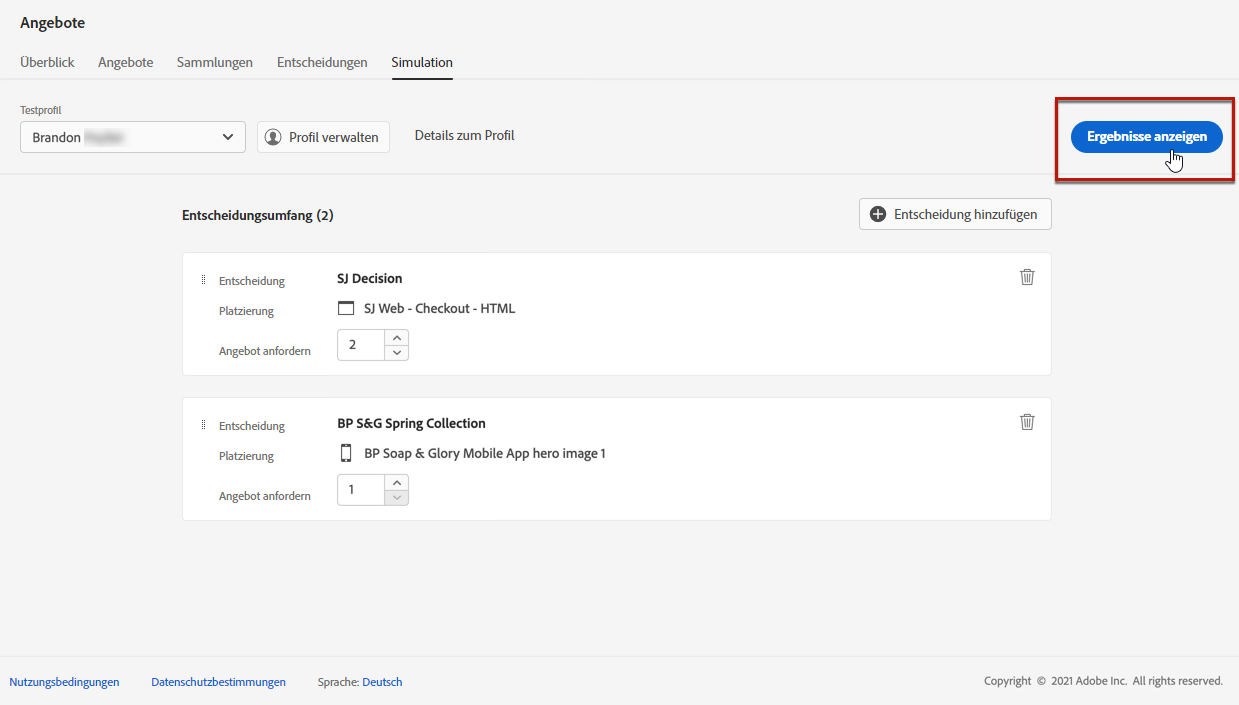 Angebote
Überblick Angebote Sammlungen Entscheidungen Simulation
Testprofil
Brandon
Profil verwalten
Details zum Profil
Ergebnisse anzeigen
Entscheidungsumfang (2)
Entscheidung hinzufügen
Entscheidung SJ Decision
Platzierung SJ Web - Checkout - HTML
Angebot anfordern 2
Entscheidung BP S&G Spring Collection
Platzierung BP Soap & Glory Mobile App hero image 1
Angebot anfordern 1
Nutzungsbedingungen Datenschutzbestimmungen Sprache: Deutsch Copyright © 2021 Adobe Inc. All rights reserved.